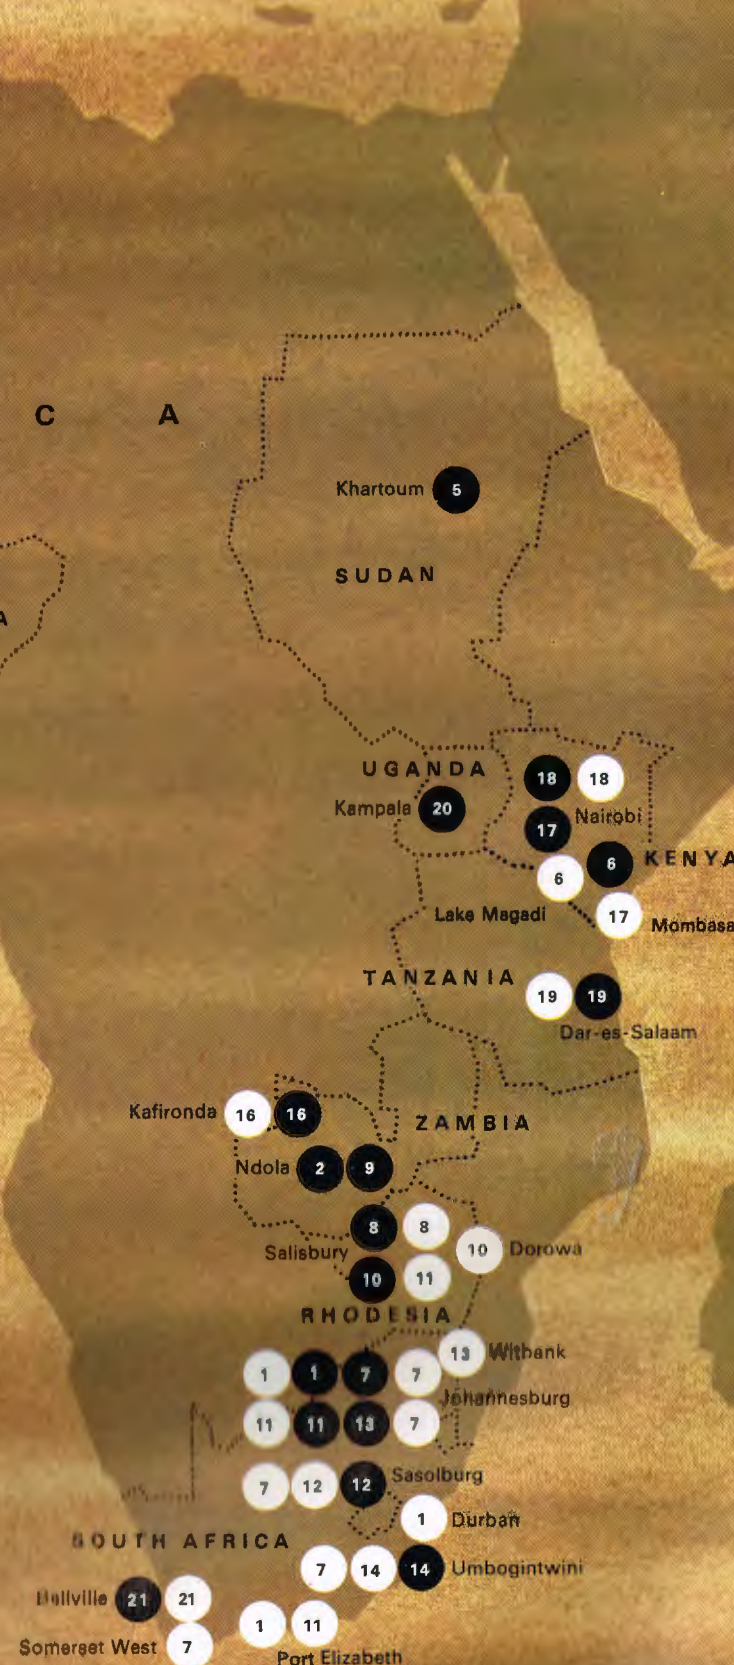 C A
Khartoum 5
SUDAN
A
UGANDA
18 18
Kampala 20
17 Nairobi
6 6 KENYA
Lake Magadi
17 Mombasa
TANZANIA
19 19
Dar-es-Salaam
Kafironda 16 16
ZAMBIA
Ndola 2 9
8 8
Salisbury
10 Dorowa
10 11
RHODESIA
13 Witbank
1 1 7 7
Johannesburg
11 11 13 7
Sasolburg
7 12 12
1 Durban
SOUTH AFRICA
7 14 14 Umbogintwini
Bellville 21 21
1 11
Somerset West 7
Port Elizabeth